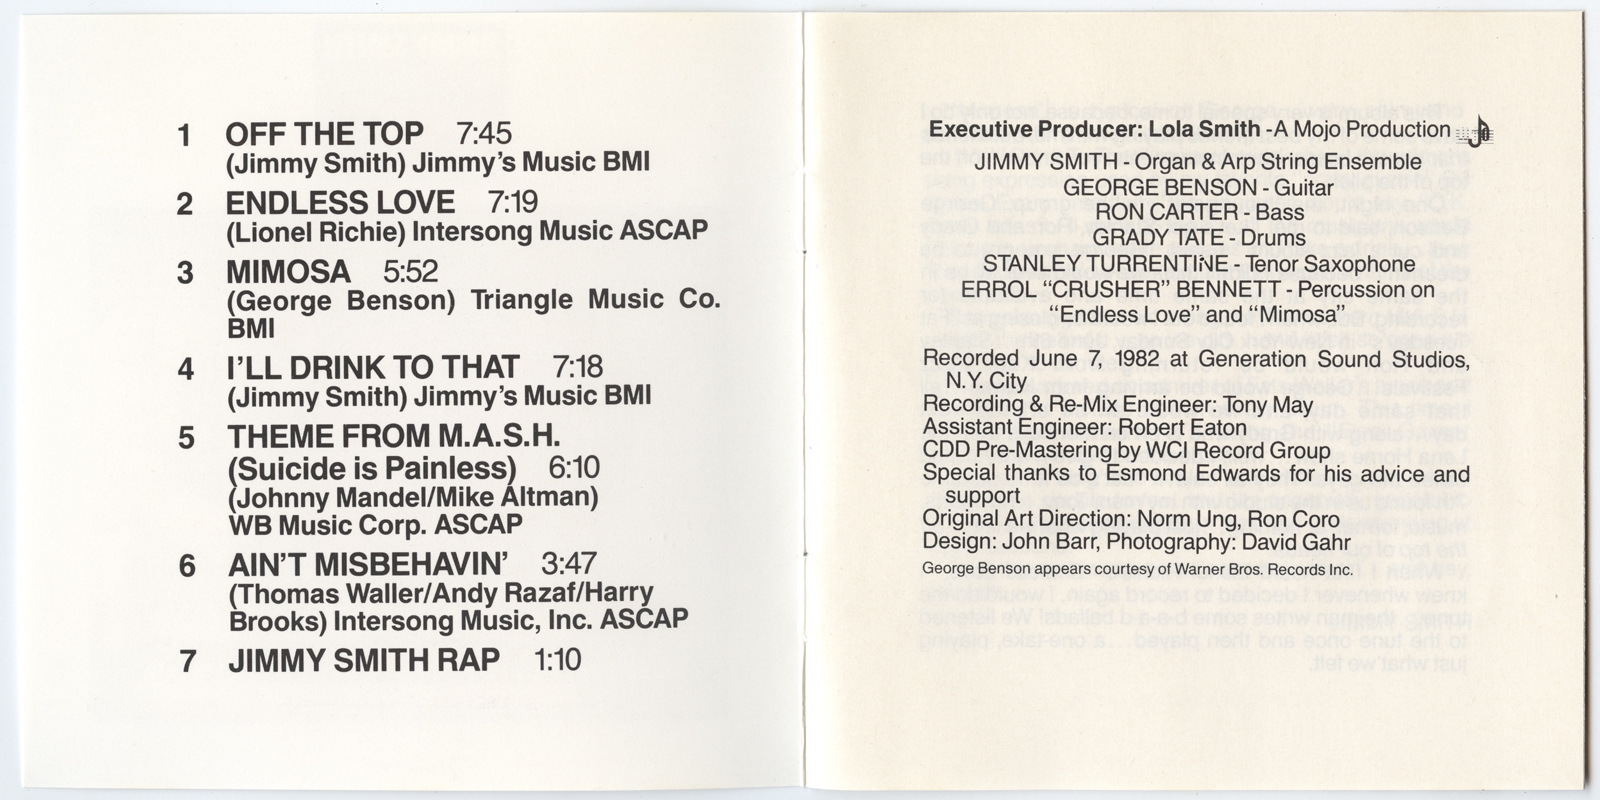 1 OFF THE TOP 7:45
(Jimmy Smith) Jimmy's Music BMI
2 ENDLESS LOVE 7:19
(Lionel Richie) Intersong Music ASCAP
3 MIMOSA 5:52
(George Benson) Triangle Music Co.
BMI
4 I'LL DRINK TO THAT 7:18
(Jimmy Smith) Jimmy's Music BMI
5 THEME FROM M.A.S.H.
(Suicide is Painless) 6:10
(Johnny Mandel/Mike Altman)
WB Music Corp. ASCAP
6 AIN'T MISBEHAVIN' 3:47
(Thomas Waller/Andy Razaf/Harry
Brooks) Intersong Music, Inc. ASCAP
7 JIMMY SMITH RAP 1:10
Executive Producer: Lola Smith -A Mojo Production
JIMMY SMITH - Organ & Arp String Ensemble
GEORGE BENSON - Guitar
RON CARTER - Bass
GRADY TATE - Drums
STANLEY TURRENTINE - Tenor Saxophone
ERROL "CRUSHER" BENNETT - Percussion on
"Endless Love" and "Mimosa"
Recorded June 7, 1982 at Generation Sound Studios,
N.Y. City
Recording & Re-Mix Engineer: Tony May
Assistant Engineer: Robert Eaton
CDD Pre-Mastering by WCI Record Group
Special thanks to Esmond Edwards for his advice and
support
Original Art Direction: Norm Ung, Ron Coro
Design: John Barr, Photography: David Gahr
George Benson appears courtesy of Warner Bros. Records Inc.